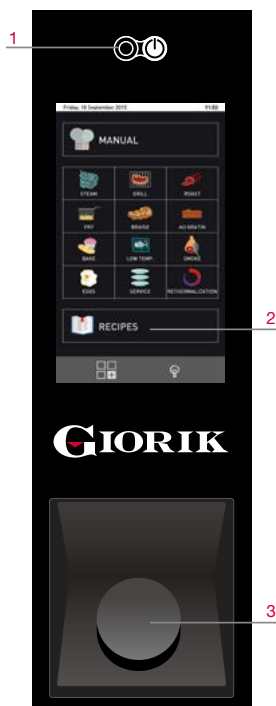 1
Friday, 18 September 2015 11:03
MANUAL
STEAM GRILL ROAST
FRY BRAISE AU GRATIN
BAKE LOW TEMP. SMOKE
EGGS SERVICE RETHERMALIZATION
2
RECIPES
GIORIK
3